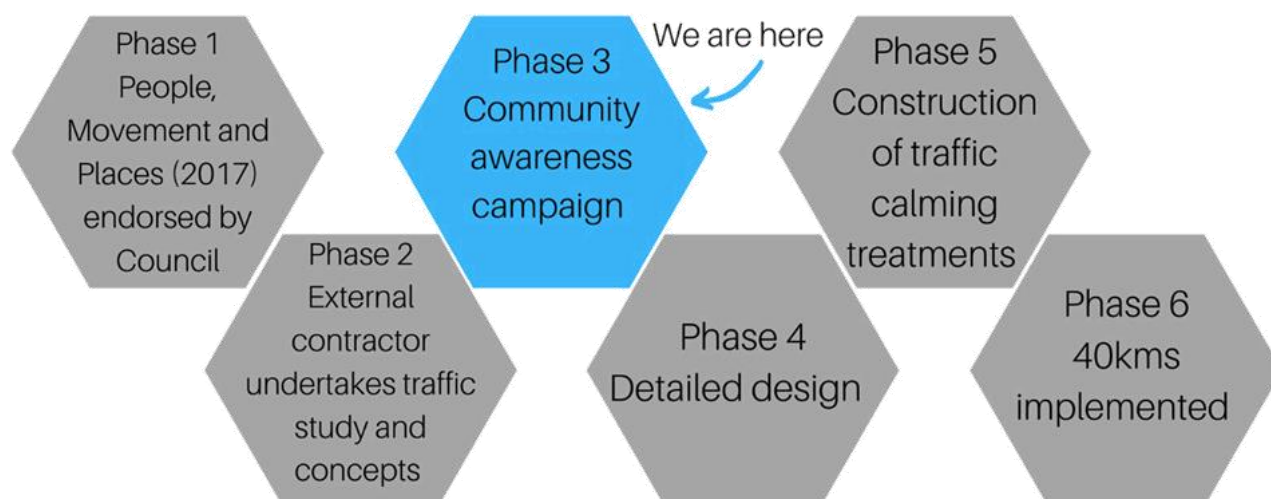 Phase 1
People,
Movement and
Places (2017)
endorsed by
Council
Phase 2
External
contractor
undertakes traffic
study and
concepts
Phase 3
Community
awareness
campaign
We are here
Phase 4
Detailed design
Phase 5
Construction
of traffic
calming
treatments
Phase 6
40kms
implemented